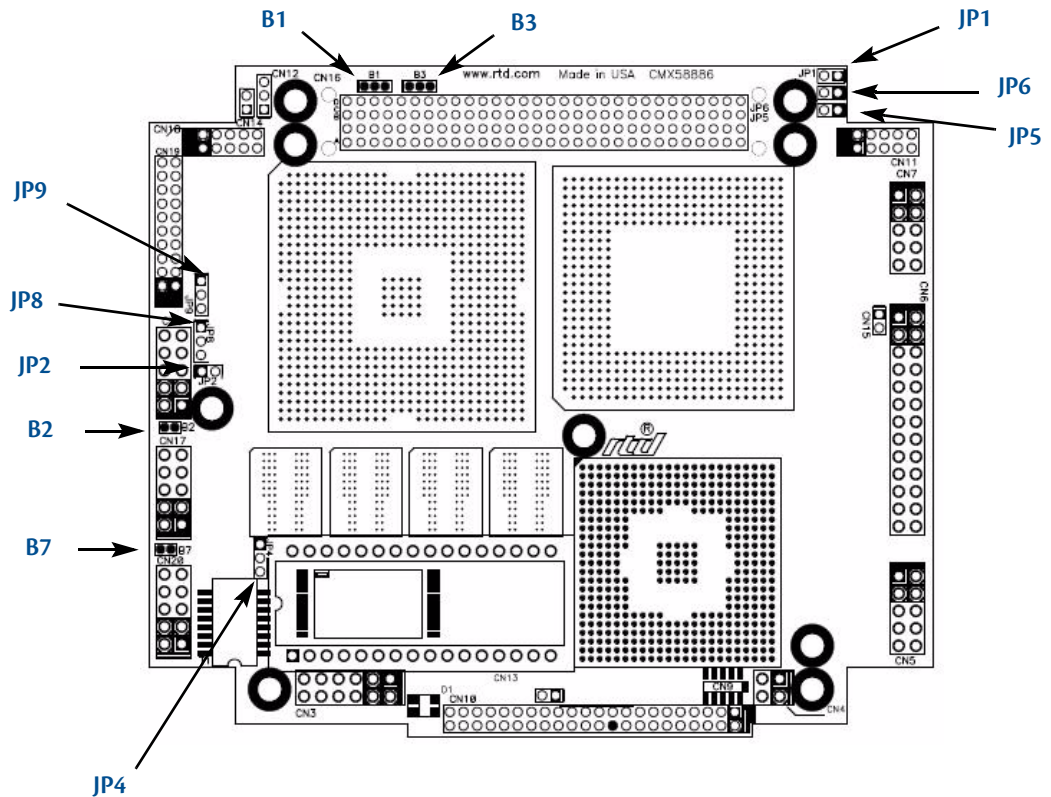 B1
B3
JP1
JP6
JP5
JP9
JP8
JP2
B2
B7
JP4
CN12
CN16
B1
B3
www.rtd.com Made in USA CMX58886
JP1
JP6
JP5
CN14
CN18
CN19
CN11
CN7
JP9
JP8
CN6
CN15
JP2
B2
CN17
rtd®
B7
CN20
JP4
CN5
CN13
CN9
D1
CN10
CN3
CN4